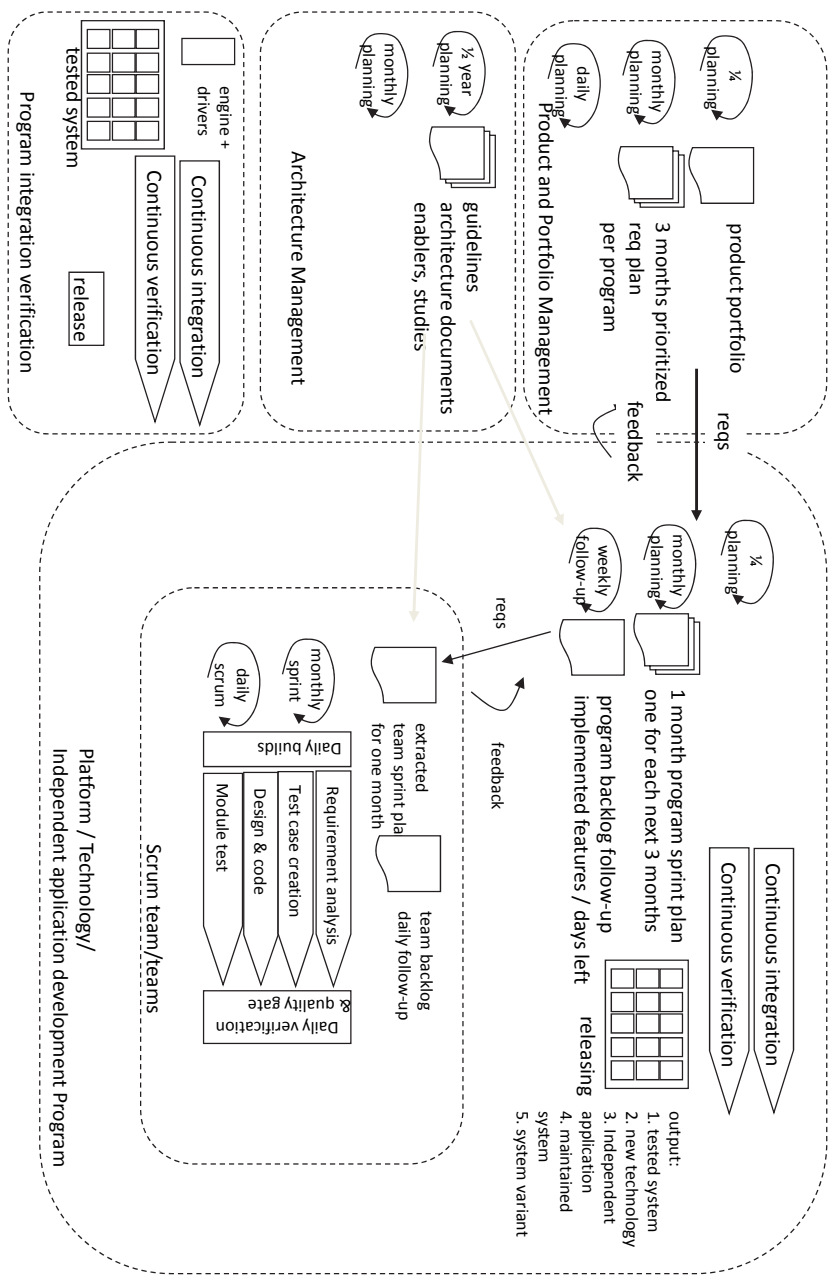 ¼
planning
monthly
planning
daily
planning
product portfolio
3 months prioritized
req plan
per program
Product and Portfolio Management
reqs
feedback
½ year
planning
monthly
planning
guidelines
architecture documents
enablers, studies
Architecture Management
engine +
drivers
tested system
Continuous integration
Continuous verification
release
Program integration verification
¼
planning
monthly
planning
weekly
follow-up
1 month program sprint plan
one for each next 3 months
program backlog follow-up
implemented features / days left
Continuous integration
Continuous verification
releasing
output:
1. tested system
2. new technology
3. Independent
application
4. maintained
system
5. system variant
reqs
feedback
extracted
team sprint pla
for one month
team backlog
daily follow-up
monthly
sprint
daily
scrum
Daily builds
Requirement analysis
Test case creation
Design & code
Module test
Daily verification
& quality gate
Scrum team/teams
Platform / Technology/
Independent application development Program